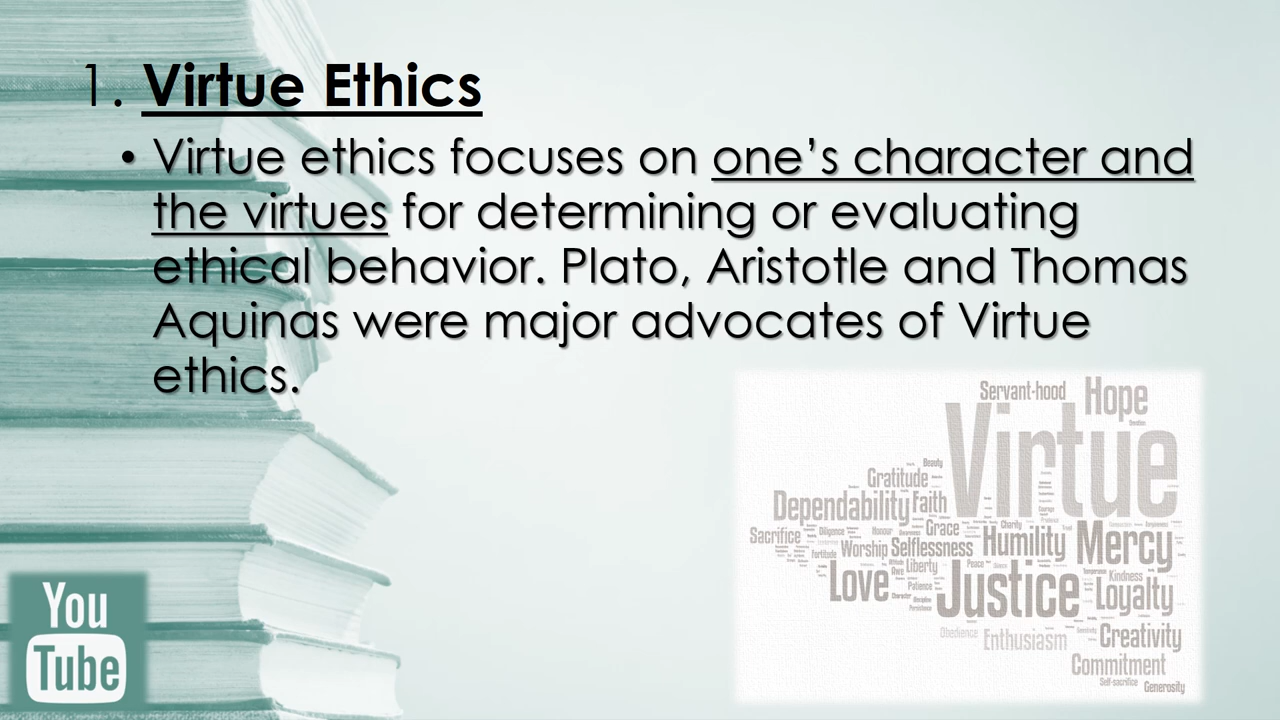 1. Virtue Ethics
• Virtue ethics focuses on one’s character and
the virtues for determining or evaluating
ethical behavior. Plato, Aristotle and Thomas
Aquinas were major advocates of Virtue
ethics.
Servant-hood Hope
Virtue
Beauty
Gratitude
Dependability Faith
Sacrifice Diligence Honour Grace Charity
Fortitude Worship Selflessness Humility Mercy
Love Liberty Peace Kindness
Patience Justice Loyalty
Character
Persistence
Obedience Enthusiasm Creativity
Commitment
Self-sacrifice Generosity
You
Tube